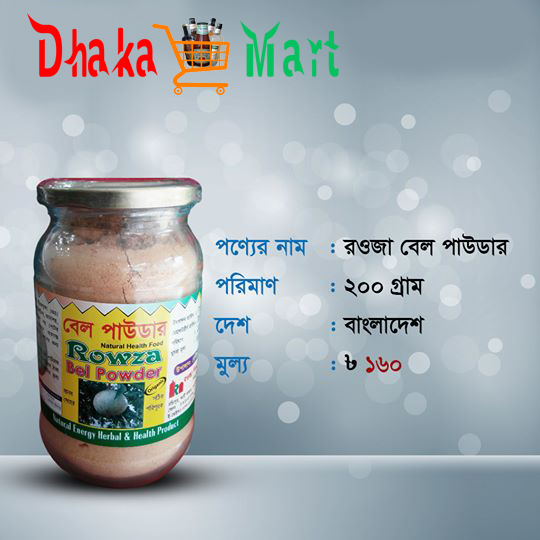 Dhaka Mart
পণ্যের নাম : রওজা বেল পাউডার
পরিমাণ : ২০০ গ্রাম
দেশ : বাংলাদেশ
মুল্য : ৳ ১৬০
বেল পাউডার
Natural Health Food
Rowza
Bel Powder
Natural Energy Herbal & Health Product